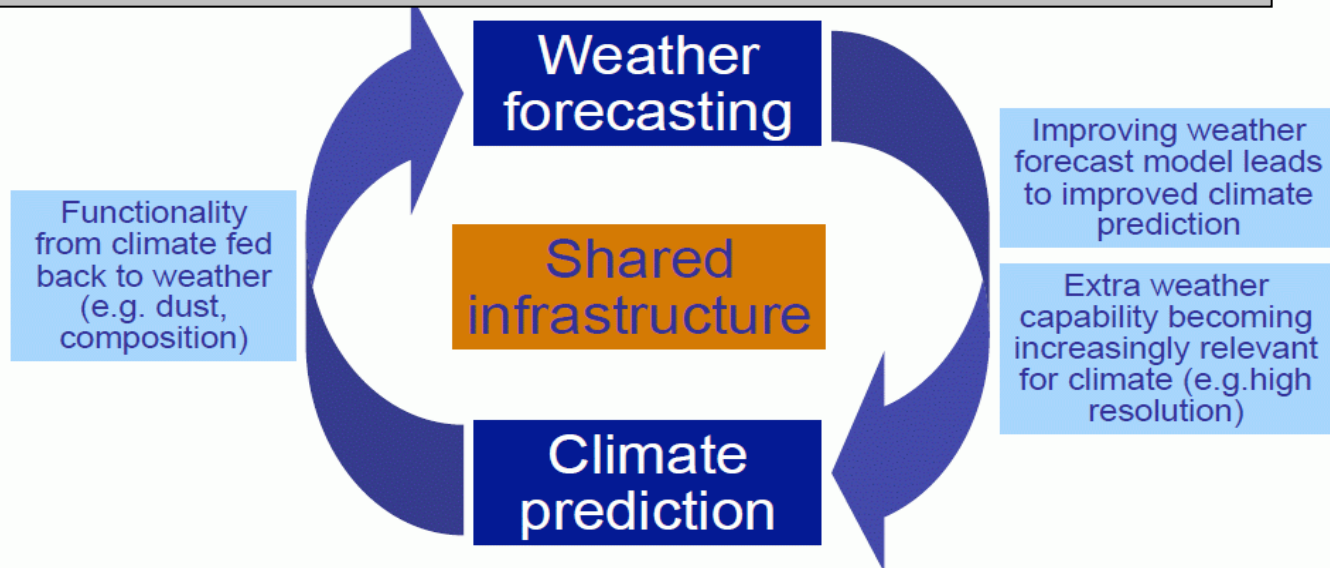 Weather
forecasting
Improving weather
forecast model leads
to improved climate
prediction
Functionality
from climate fed
back to weather
(e.g. dust,
composition)
Shared
infrastructure
Extra weather
capability becoming
increasingly relevant
for climate (e.g.high
resolution)
Climate
prediction